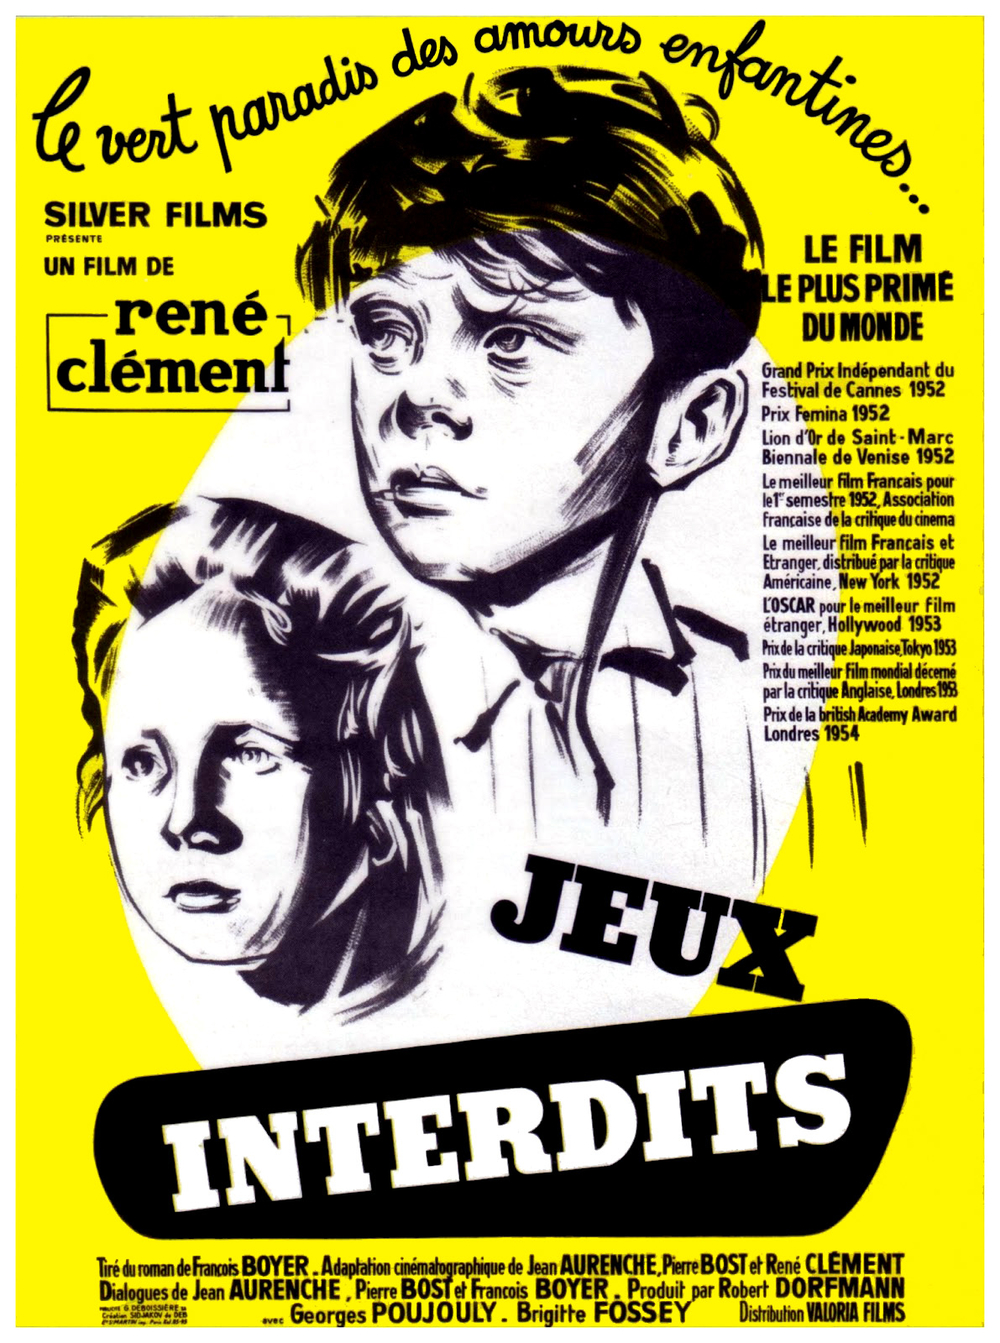 le vert paradis des amours enfantines...
SILVER FILMS
PRÉSENTE
UN FILM DE
rené
clément
LE FILM
LE PLUS PRIMÉ
DU MONDE
Grand Prix Indépendant du
Festival de Cannes 1952
Prix Femina 1952
Lion d'Or de Saint-Marc
Biennale de Venise 1952
Le meilleur film Français pour
le 1er semestre 1952, Association
française de la critique du cinema
Le meilleur film Français et
Etranger, distribué par la critique
Américaine, New York 1952
L'OSCAR pour le meilleur film
étranger, Hollywood 1953
Prix de la critique Japonaise, Tokyo 1953
Prix du meilleur film mondial décerné
par la critique Anglaise, Londres 1953
Prix de la british Academy Award
Londres 1954
JEUX
INTERDITS
Tiré du roman de François BOYER. Adaptation cinématographique de Jean AURENCHE, Pierre BOST et René CLÉMENT
Dialogues de Jean AURENCHE, Pierre BOST et François BOYER. Produit par Robert DORFMANN
avec Georges POUJOULY. Brigitte FOSSEY
Distribution VALORIA FILMS
PUBLICITÉ G. DEBOISSIÈRE
Création SIDJAKOV du DEB